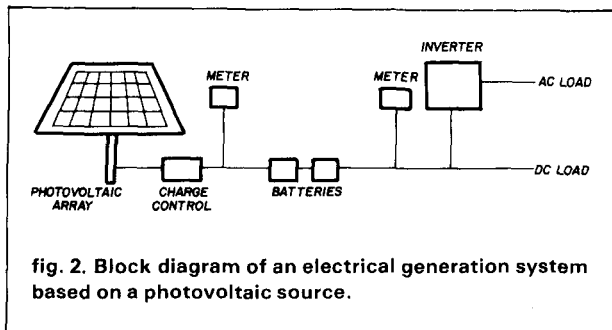 INVERTER
METER
METER
AC LOAD
DC LOAD
PHOTOVOLTAIC
ARRAY
CHARGE
CONTROL
BATTERIES
fig. 2. Block diagram of an electrical generation system
based on a photovoltaic source.